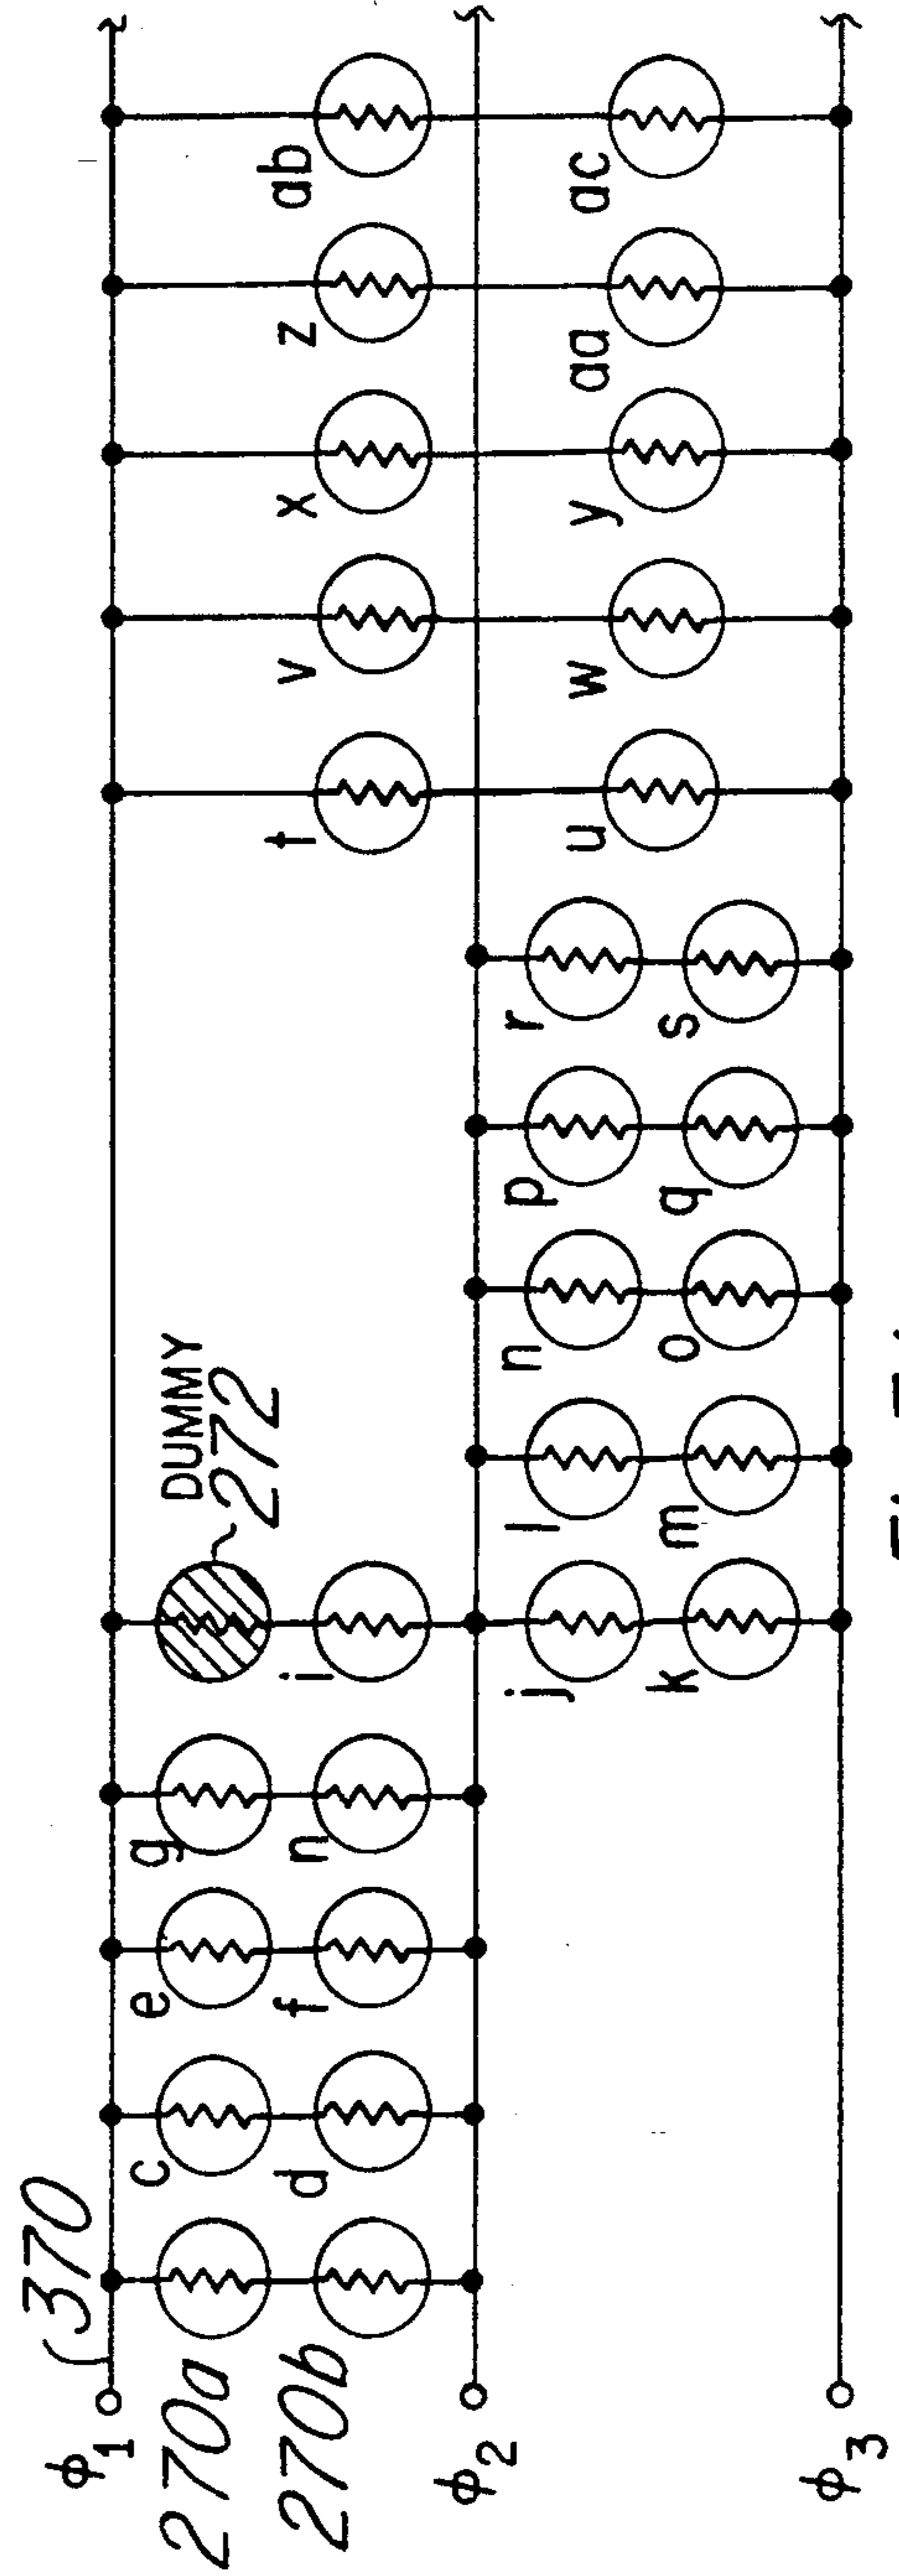 370
ϕ1
270a c e g DUMMY
272
270b d f n i t v x z ab
ϕ2
j l n p r
u w y aa ac
k m o q s
ϕ3